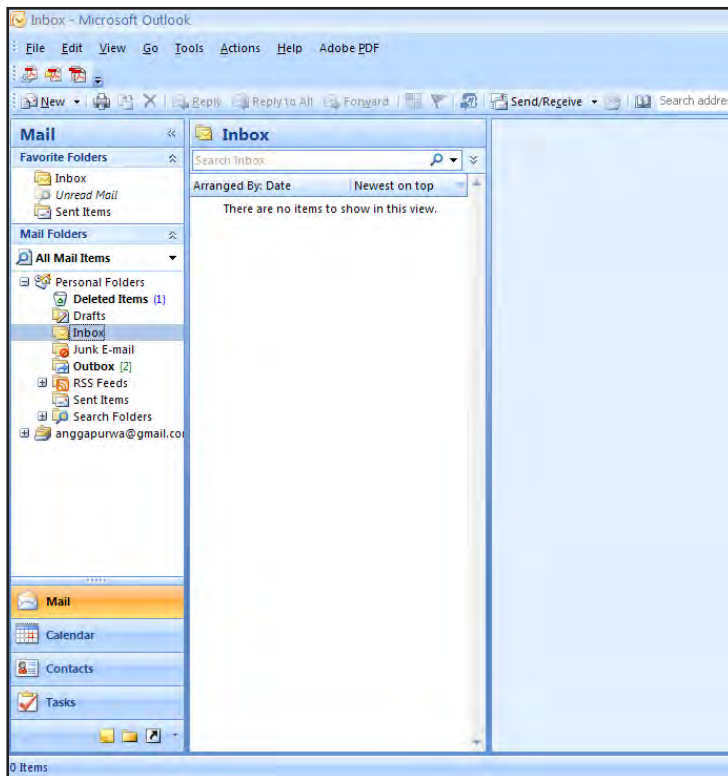 Inbox - Microsoft Outlook
File Edit View Go Tools Actions Help Adobe PDF
New Reply Reply to All Forward Send/Receive Search addre
Mail
Favorite Folders
Inbox
Unread Mail
Sent Items
Mail Folders
All Mail Items
Personal Folders
Deleted Items (1)
Drafts
Inbox
Junk E-mail
Outbox [2]
RSS Feeds
Sent Items
Search Folders
anggapurwa@gmail.co
Mail
Calendar
Contacts
Tasks
Inbox
Search Inbox
Arranged By: Date Newest on top
There are no items to show in this view.
0 Items